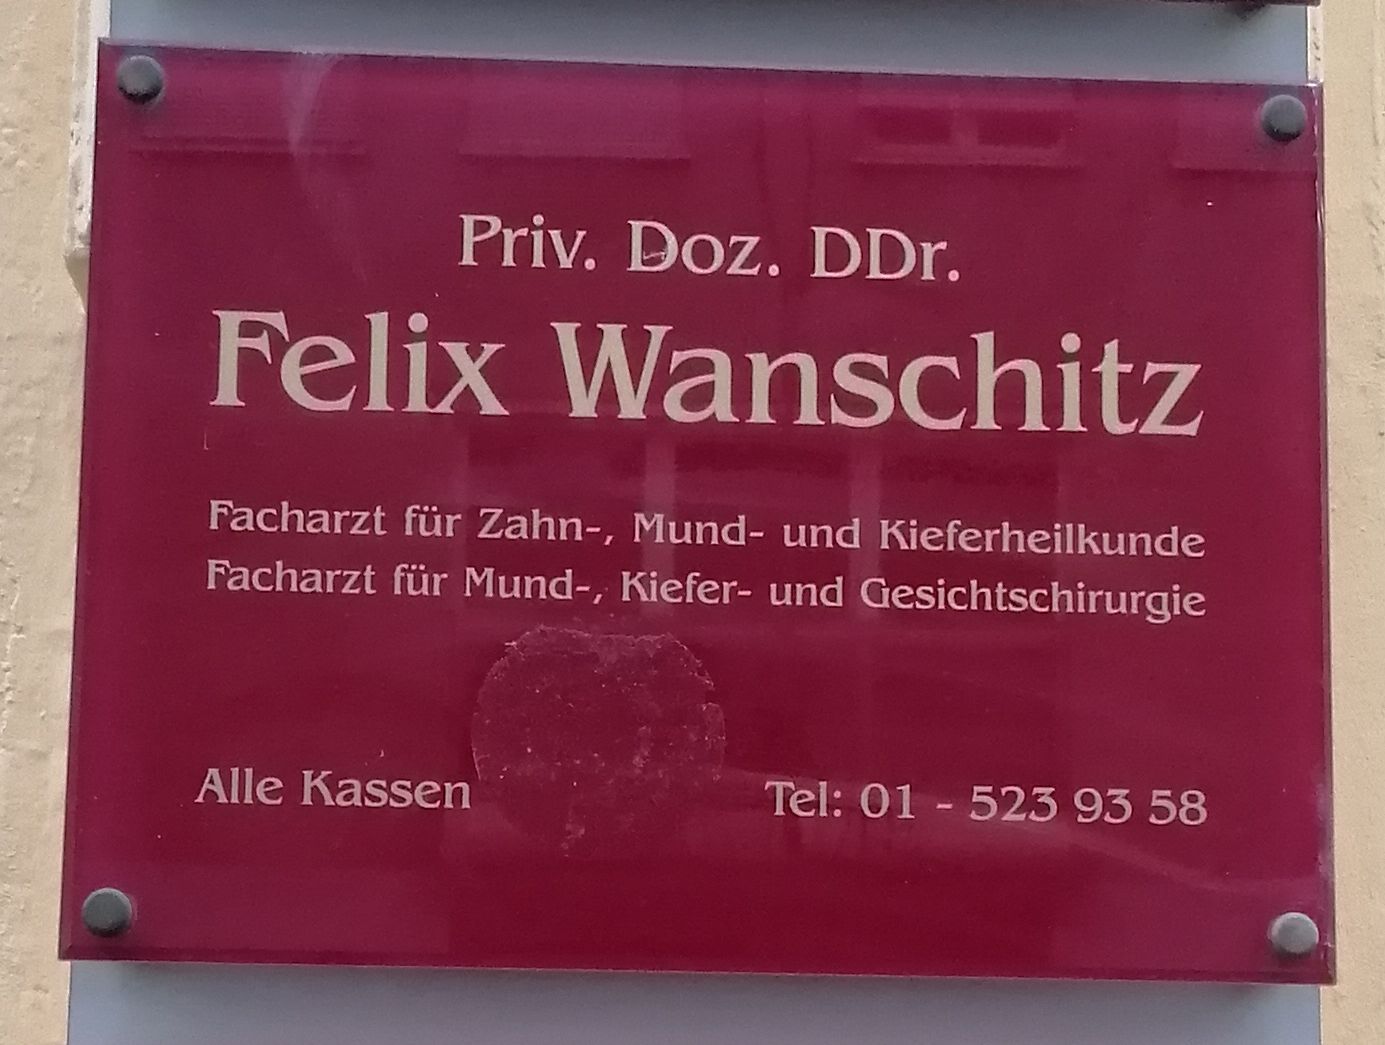 Priv. Doz. DDr.
Felix Wanschitz
Facharzt für Zahn-, Mund- und Kieferheilkunde
Facharzt für Mund-, Kiefer- und Gesichtschirurgie
Alle Kassen
Tel: 01 - 523 93 58